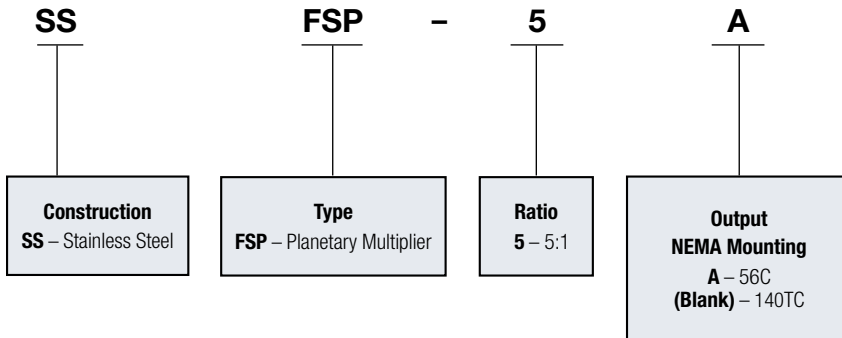 SS FSP – 5 A
Construction
SS – Stainless Steel
Type
FSP – Planetary Multiplier
Ratio
5 – 5:1
Output
NEMA Mounting
A – 56C
(Blank) – 140TC